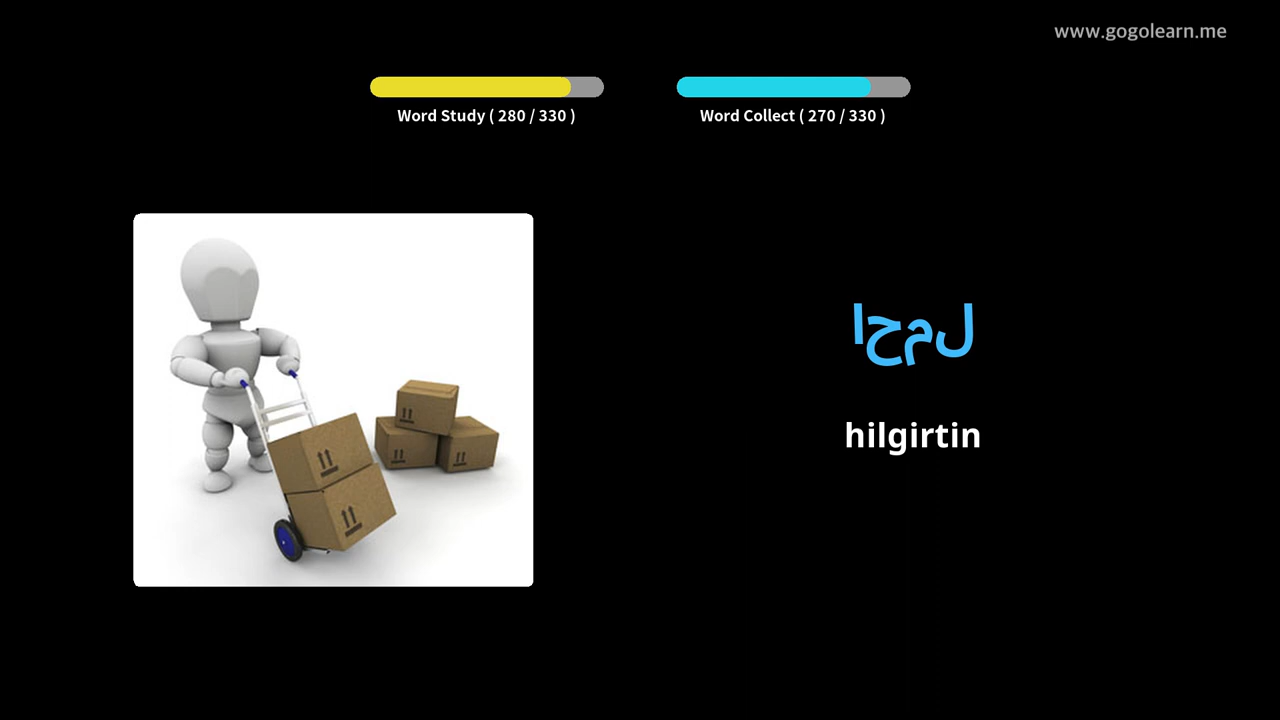 www.gogolearn.me
Word Study ( 280 / 330 )
Word Collect ( 270 / 330 )
احمل
hilgirtin